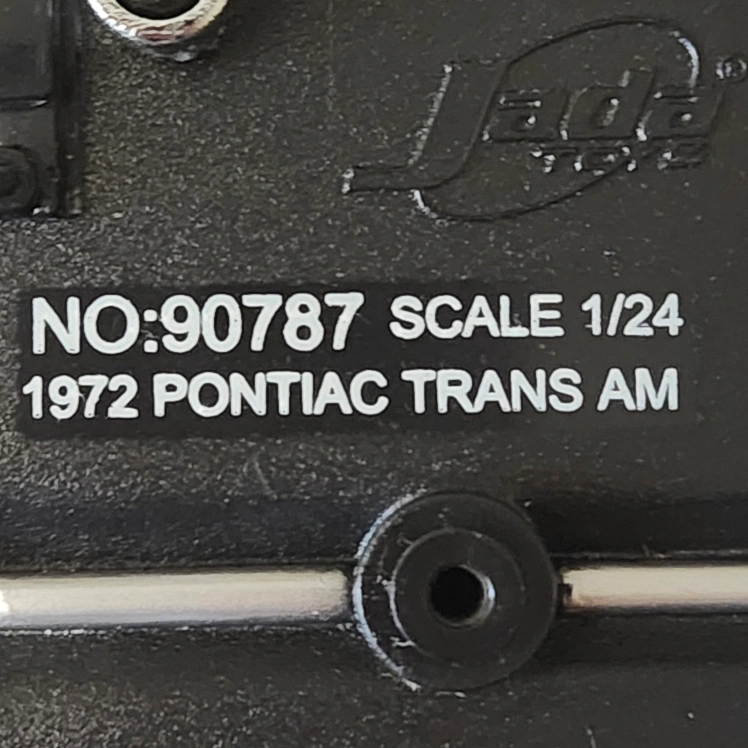 Jada®
TOYS
NO:90787 SCALE 1/24
1972 PONTIAC TRANS AM